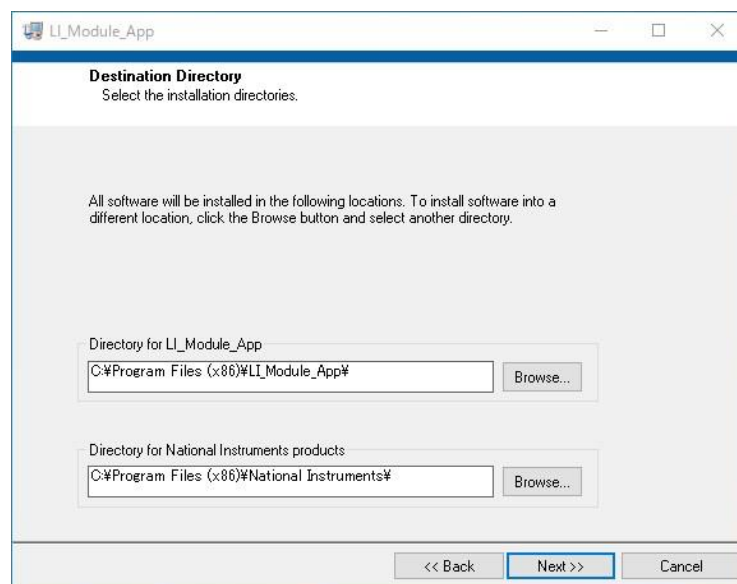 LI_Module_App
Destination Directory
Select the installation directories.
All software will be installed in the following locations. To install software into a
different location, click the Browse button and select another directory.
Directory for LI_Module_App
C:¥Program Files (x86)¥LI_Module_App¥
Browse...
Directory for National Instruments products
C:¥Program Files (x86)¥National Instruments¥
Browse...
<< Back
Next >>
Cancel